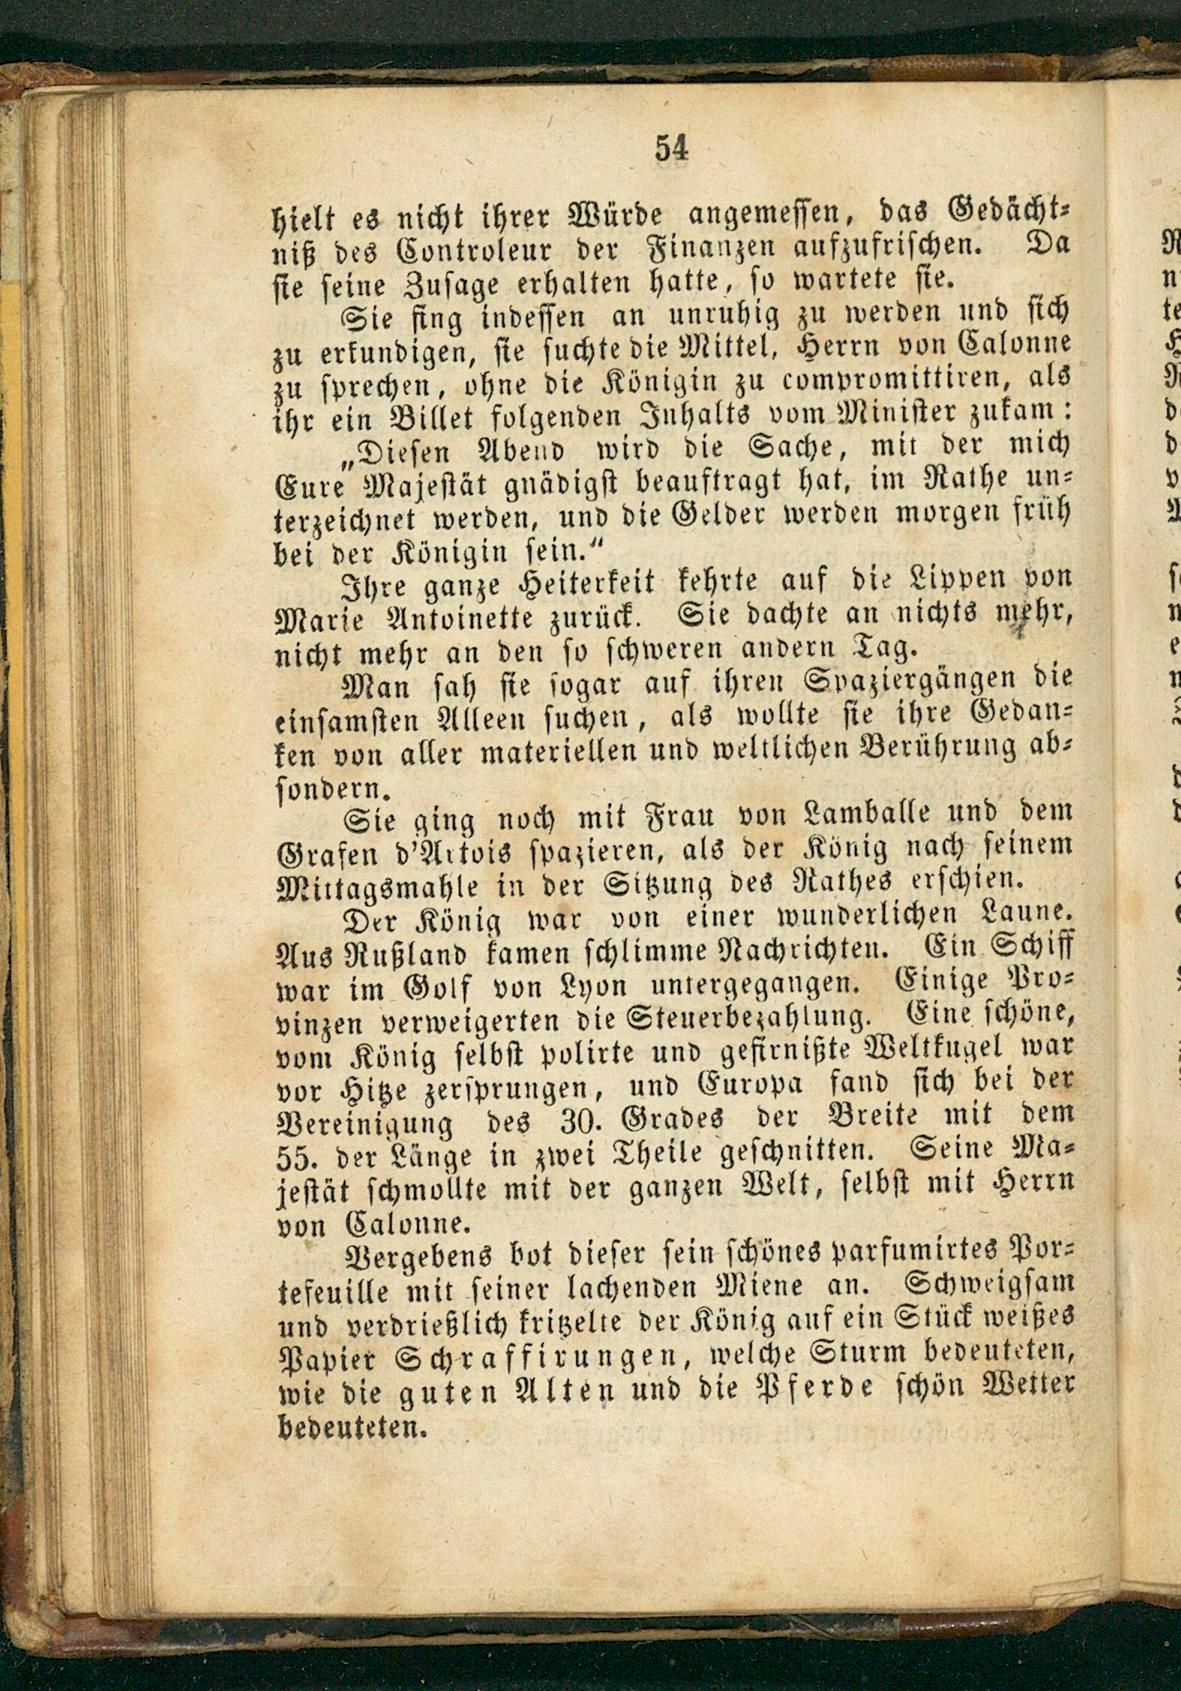 54
hielt es nicht ihrer Würde angemessen, das Gedächt-
niß des Controleur der Finanzen aufzufrischen. Da
sie seine Zusage erhalten hatte, so wartete sie.
Sie fing indessen an unruhig zu werden und sich
zu erkundigen, sie suchte die Mittel, Herrn von Calonne
zu sprechen, ohne die Königin zu compromittiren, als
ihr ein Billet folgenden Inhalts vom Minister zukam:
„Diesen Abend wird die Sache, mit der mich
Eure Majestät gnädigst beauftragt hat, im Rathe un-
terzeichnet werden, und die Gelder werden morgen früh
bei der Königin sein.“
Ihre ganze Heiterkeit kehrte auf die Lippen von
Marie Antoinette zurück. Sie dachte an nichts mehr,
nicht mehr an den so schweren andern Tag.
Man sah sie sogar auf ihren Spaziergängen die
einsamsten Alleen suchen, als wollte sie ihre Gedan-
ken von aller materiellen und weltlichen Berührung ab-
sondern.
Sie ging noch mit Frau von Lamballe und dem
Grafen d'Artois spazieren, als der König nach seinem
Mittagsmahle in der Sitzung des Rathes erschien.
Der König war von einer wunderlichen Laune.
Aus Rußland kamen schlimme Nachrichten. Ein Schiff
war im Golf von Lyon untergegangen. Einige Pro-
vinzen verweigerten die Steuerbezahlung. Eine schöne,
vom König selbst polirte und gefirnißte Weltkugel war
vor Hitze zersprungen, und Europa fand sich bei der
Vereinigung des 30. Grades der Breite mit dem
55. der Länge in zwei Theile geschnitten. Seine Ma-
jestät schmollte mit der ganzen Welt, selbst mit Herrn
von Calonne.
Vergebens bot dieser sein schönes parfumirtes Por-
tefeuille mit seiner lachenden Miene an. Schweigsam
und verdrießlich kritzelte der König auf ein Stück weißes
Papier Schraffirungen, welche Sturm bedeuteten,
wie die guten Alten und die Pferde schön Wetter
bedeuteten.